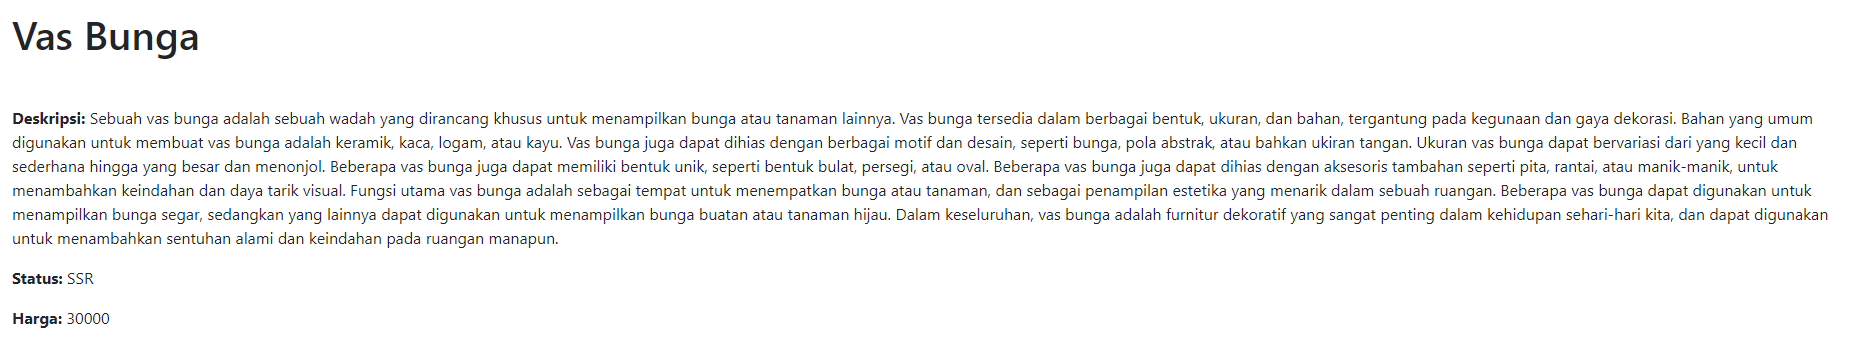 Vas Bunga
Deskripsi: Sebuah vas bunga adalah sebuah wadah yang dirancang khusus untuk menampilkan bunga atau tanaman lainnya. Vas bunga tersedia dalam berbagai bentuk, ukuran, dan bahan, tergantung pada kegunaan dan gaya dekorasi. Bahan yang umum
digunakan untuk membuat vas bunga adalah keramik, kaca, logam, atau kayu. Vas bunga juga dapat dihias dengan berbagai motif dan desain, seperti bunga, pola abstrak, atau bahkan ukiran tangan. Ukuran vas bunga dapat bervariasi dari yang kecil dan
sederhana hingga yang besar dan menonjol. Beberapa vas bunga juga dapat memiliki bentuk unik, seperti bentuk bulat, persegi, atau oval. Beberapa vas bunga juga dapat dihias dengan aksesoris tambahan seperti pita, rantai, atau manik-manik, untuk
menambahkan keindahan dan daya tarik visual. Fungsi utama vas bunga adalah sebagai tempat untuk menempatkan bunga atau tanaman, dan sebagai penampilan estetika yang menarik dalam sebuah ruangan. Beberapa vas bunga dapat digunakan untuk
menampilkan bunga segar, sedangkan yang lainnya dapat digunakan untuk menampilkan bunga buatan atau tanaman hijau. Dalam keseluruhan, vas bunga adalah furnitur dekoratif yang sangat penting dalam kehidupan sehari-hari kita, dan dapat digunakan
untuk menambahkan sentuhan alami dan keindahan pada ruangan manapun.
Status: SSR
Harga: 30000